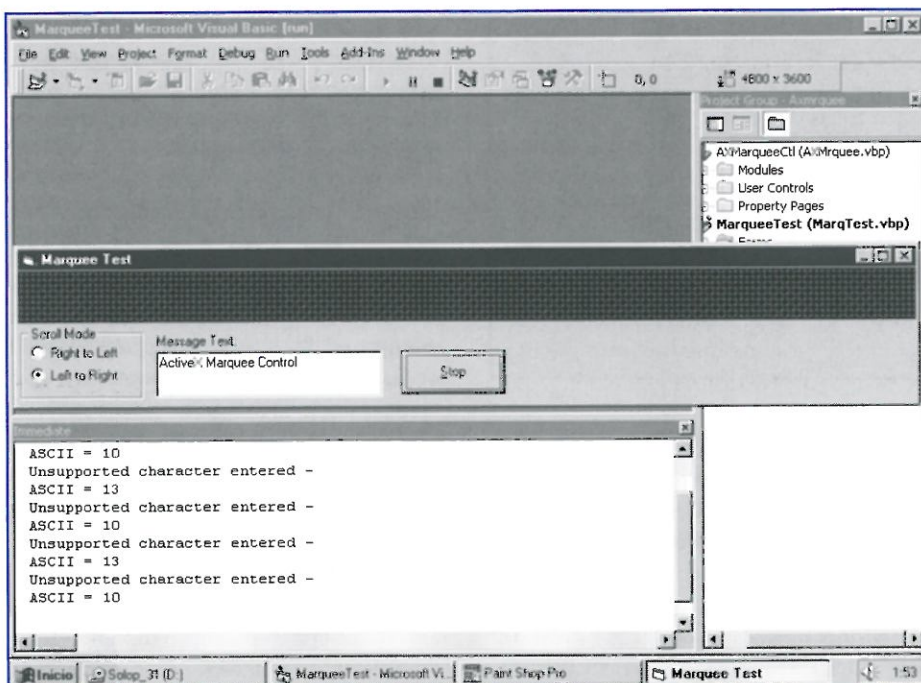 MarqueeTest - Microsoft Visual Basic [run]
File Edit View Project Format Debug Run Tools Add-Ins Window Help
0, 0 4800 x 3600
Project Group - Axmrquee
AXMarqueeCtl (AXMrquee.vbp)
Modules
User Controls
Property Pages
MarqueeTest (MarqTest.vbp)
Forms
Marquee Test
Scroll Mode
Right to Left
Left to Right
Message Text:
ActiveX Marquee Control
Stop
Immediate
ASCII = 10
Unsupported character entered -
ASCII = 13
Unsupported character entered -
ASCII = 10
Unsupported character entered -
ASCII = 13
Unsupported character entered -
ASCII = 10
Inicio Solop_31 (D:) MarqueeTest - Microsoft Vi... Paint Shop Pro Marquee Test 1:53